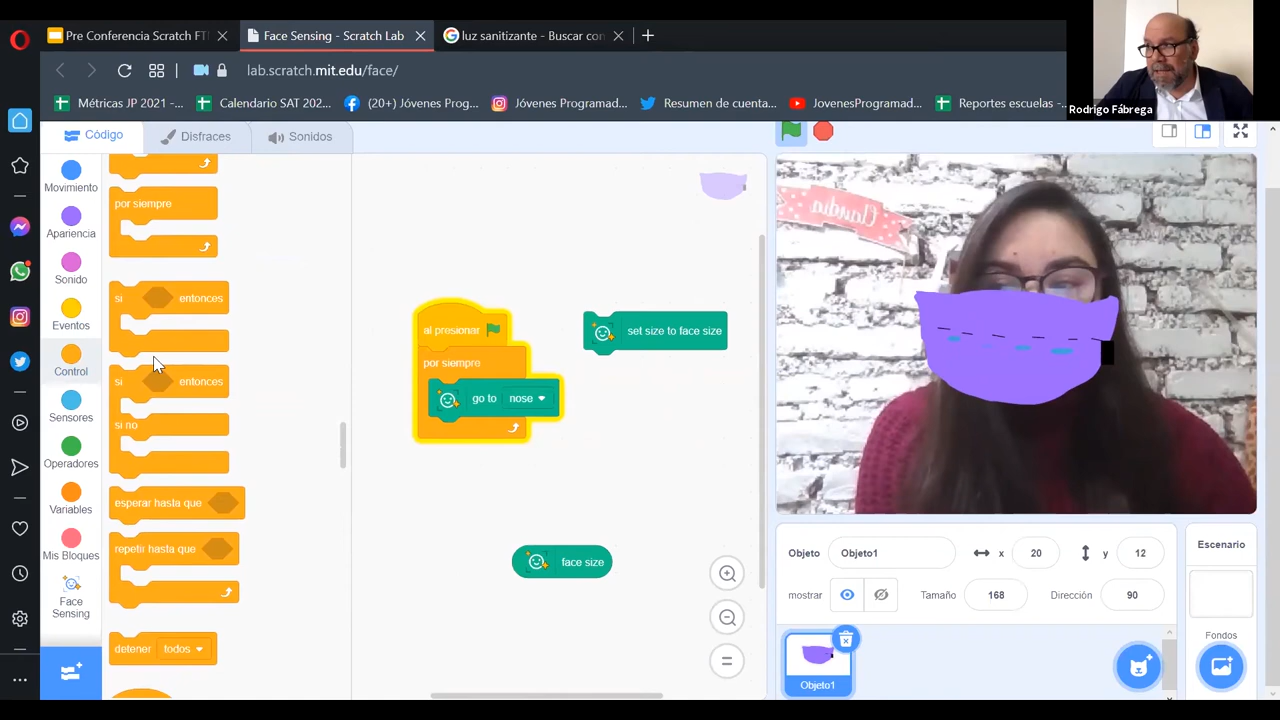 Pre Conferencia Scratch FTI
Face Sensing - Scratch Lab
luz sanitizante - Buscar con
lab.scratch.mit.edu/face/
Métricas JP 2021 -...
Calendario SAT 202...
(20+) Jóvenes Prog...
Jóvenes Programad...
Resumen de cuenta...
JovenesProgramad...
Reportes escuelas -...
Rodrigo Fábrega
Código
Disfraces
Sonidos
Movimiento
Apariencia
Sonido
Eventos
Control
Sensores
Operadores
Variables
Mis Bloques
Face
Sensing
por siempre
si entonces
si entonces
si no
esperar hasta que
repetir hasta que
detener todos
al presionar
por siempre
go to nose
set size to face size
face size
Claudia
Objeto
Objeto1
x
20
y
12
mostrar
Tamaño
168
Dirección
90
Objeto1
Escenario
Fondos